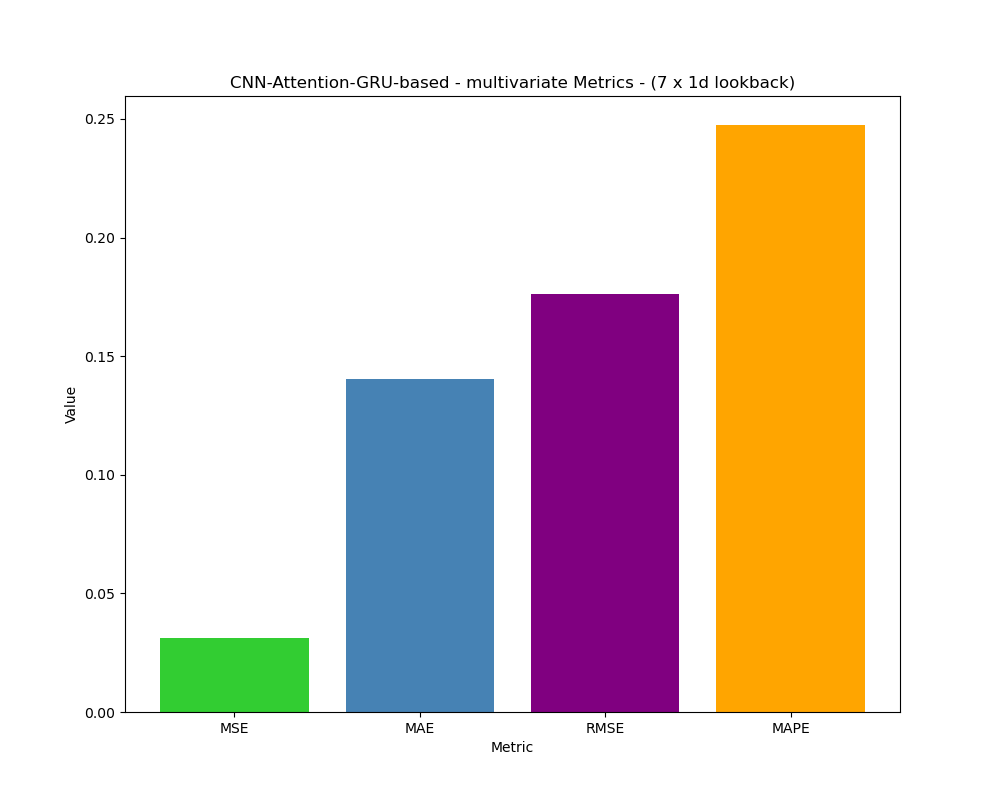 CNN-Attention-GRU-based - multivariate Metrics - (7 x 1d lookback)
0.25
0.20
0.15
0.10
0.05
0.00
Value
MSE MAE RMSE MAPE
Metric